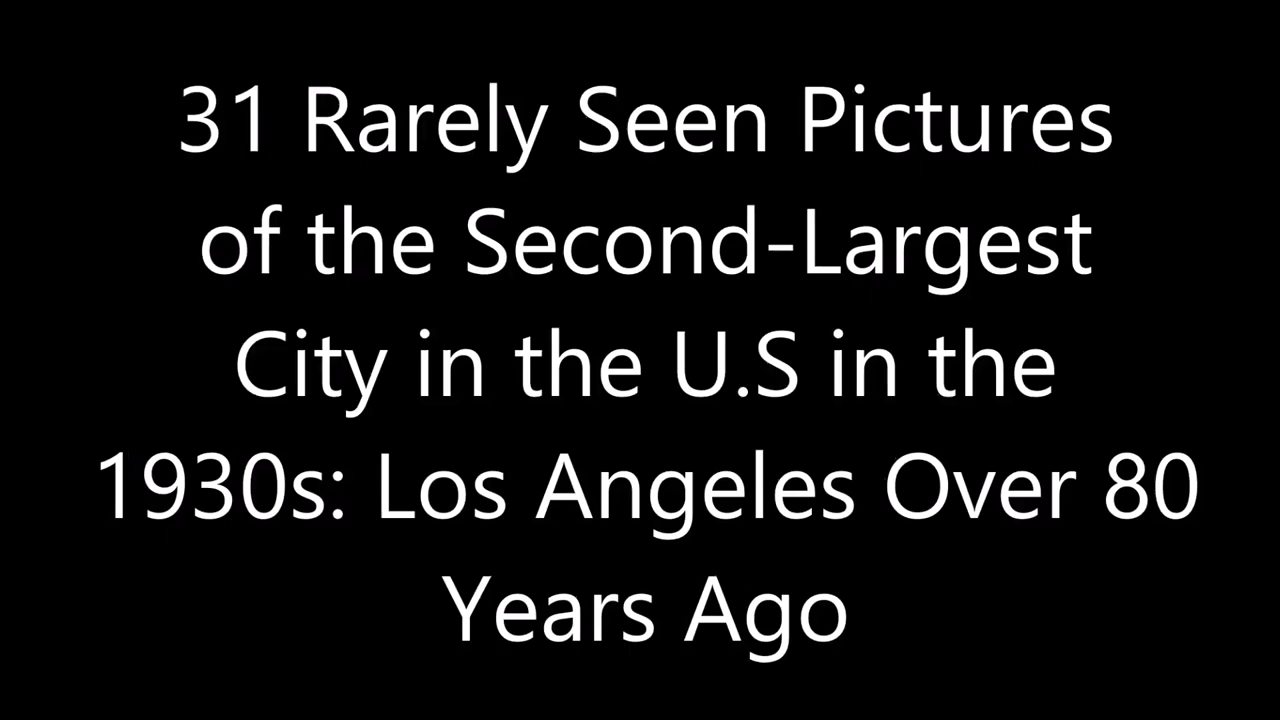 31 Rarely Seen Pictures
of the Second-Largest
City in the U.S in the
1930s: Los Angeles Over 80
Years Ago